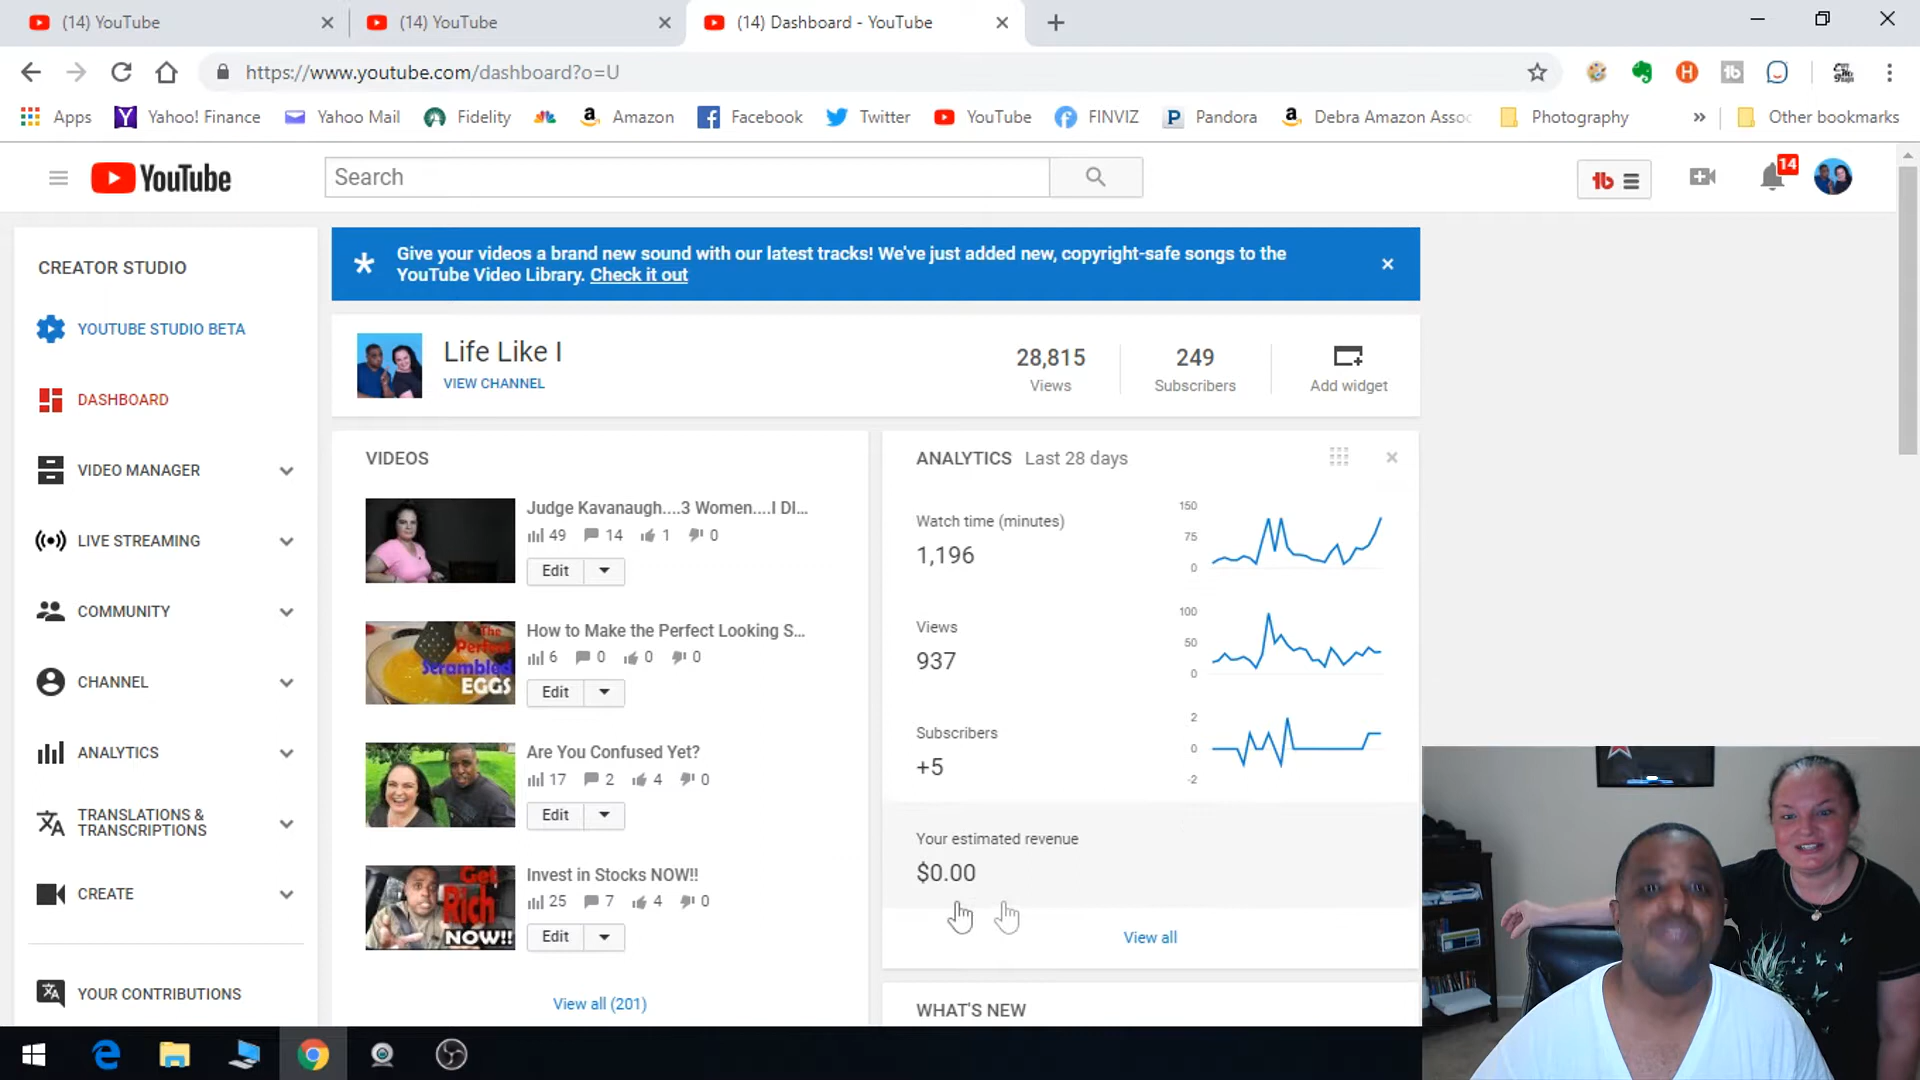 (14) YouTube
(14) YouTube
(14) Dashboard - YouTube
https://www.youtube.com/dashboard?o=U
Apps
Yahoo! Finance
Yahoo Mail
Fidelity
Amazon
Facebook
Twitter
YouTube
FINVIZ
Pandora
Debra Amazon Assoc
Photography
Other bookmarks
YouTube
Search
14
CREATOR STUDIO
YOUTUBE STUDIO BETA
DASHBOARD
VIDEO MANAGER
LIVE STREAMING
COMMUNITY
CHANNEL
ANALYTICS
TRANSLATIONS &
TRANSCRIPTIONS
CREATE
YOUR CONTRIBUTIONS
Give your videos a brand new sound with our latest tracks! We've just added new, copyright-safe songs to the
YouTube Video Library. Check it out
Life Like I
VIEW CHANNEL
28,815
Views
249
Subscribers
Add widget
VIDEOS
Judge Kavanaugh....3 Women....I DI...
49 14 1 0
Edit
The
Perfect
Scrambled
EGGS
How to Make the Perfect Looking S...
6 0 0 0
Edit
Are You Confused Yet?
17 2 4 0
Edit
Get
Rich
NOW!!
Invest in Stocks NOW!!
25 7 4 0
Edit
View all (201)
ANALYTICS Last 28 days
Watch time (minutes)
1,196
150
75
0
Views
937
100
50
0
Subscribers
+5
2
0
-2
Your estimated revenue
$0.00
View all
WHAT'S NEW